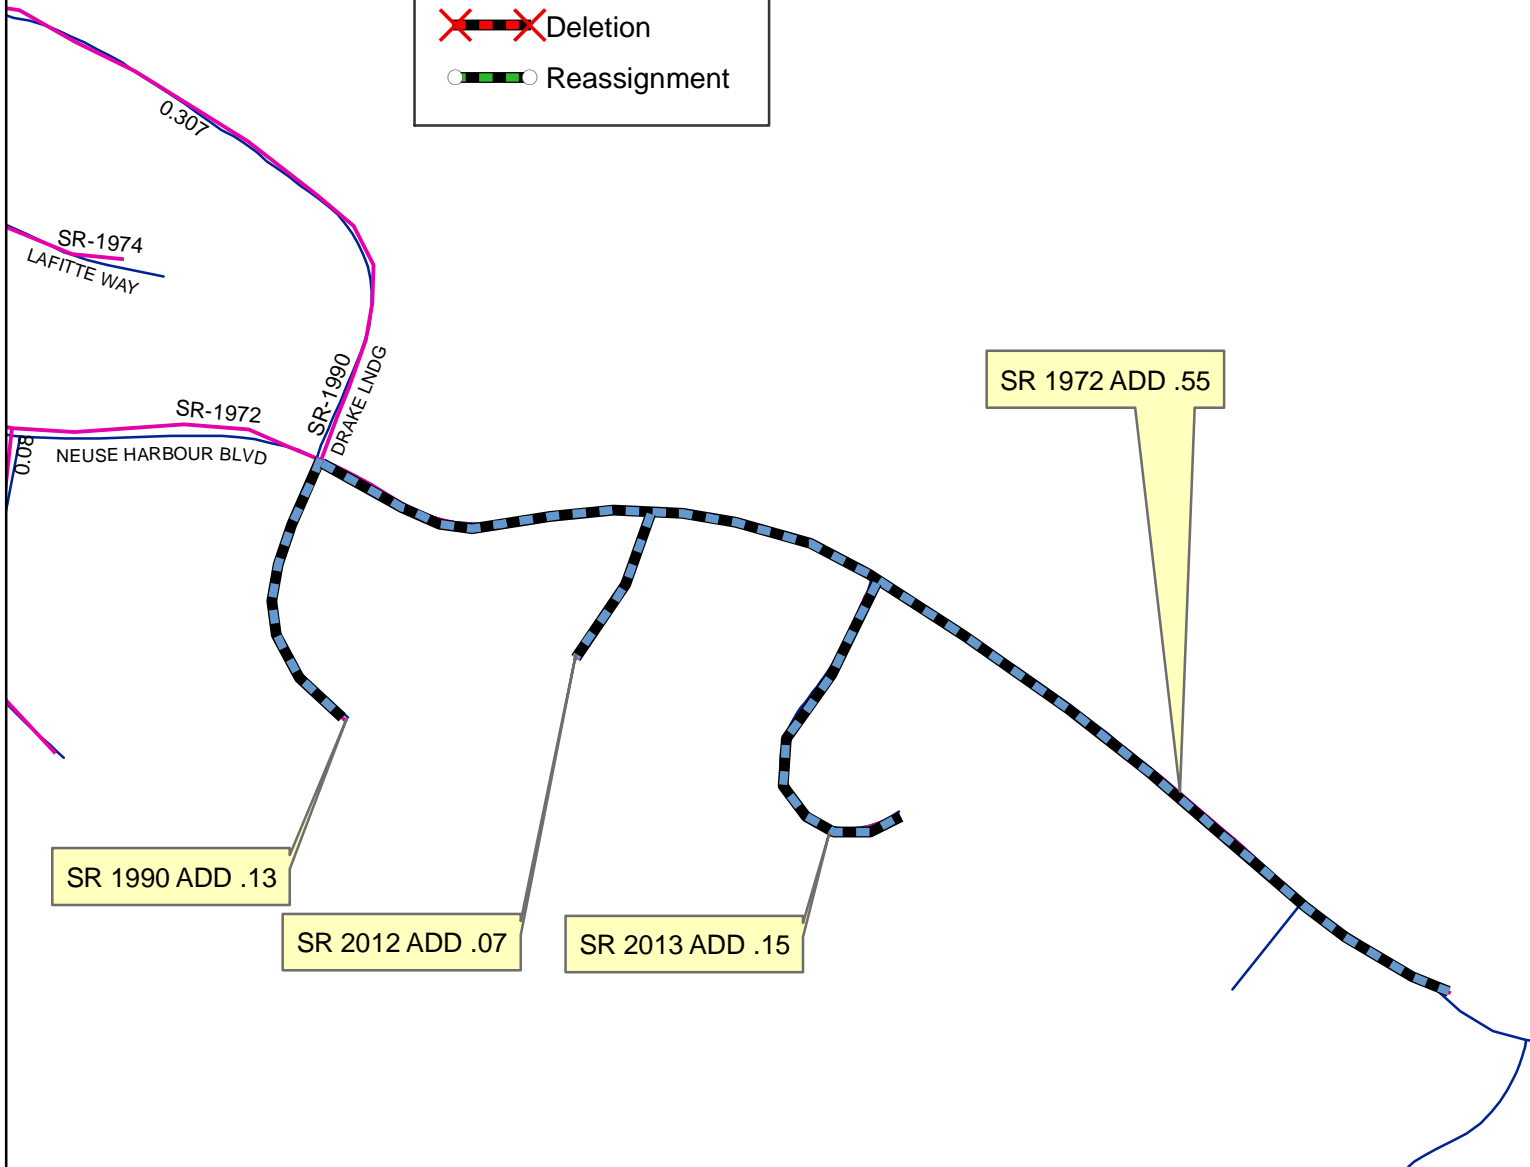 Deletion
Reassignment
0.307
SR-1974
LAFITTE WAY
SR-1990
DRAKE LNDG
SR 1972 ADD .55
SR-1972
NEUSE HARBOUR BLVD
0.08
SR 1990 ADD .13
SR 2012 ADD .07
SR 2013 ADD .15